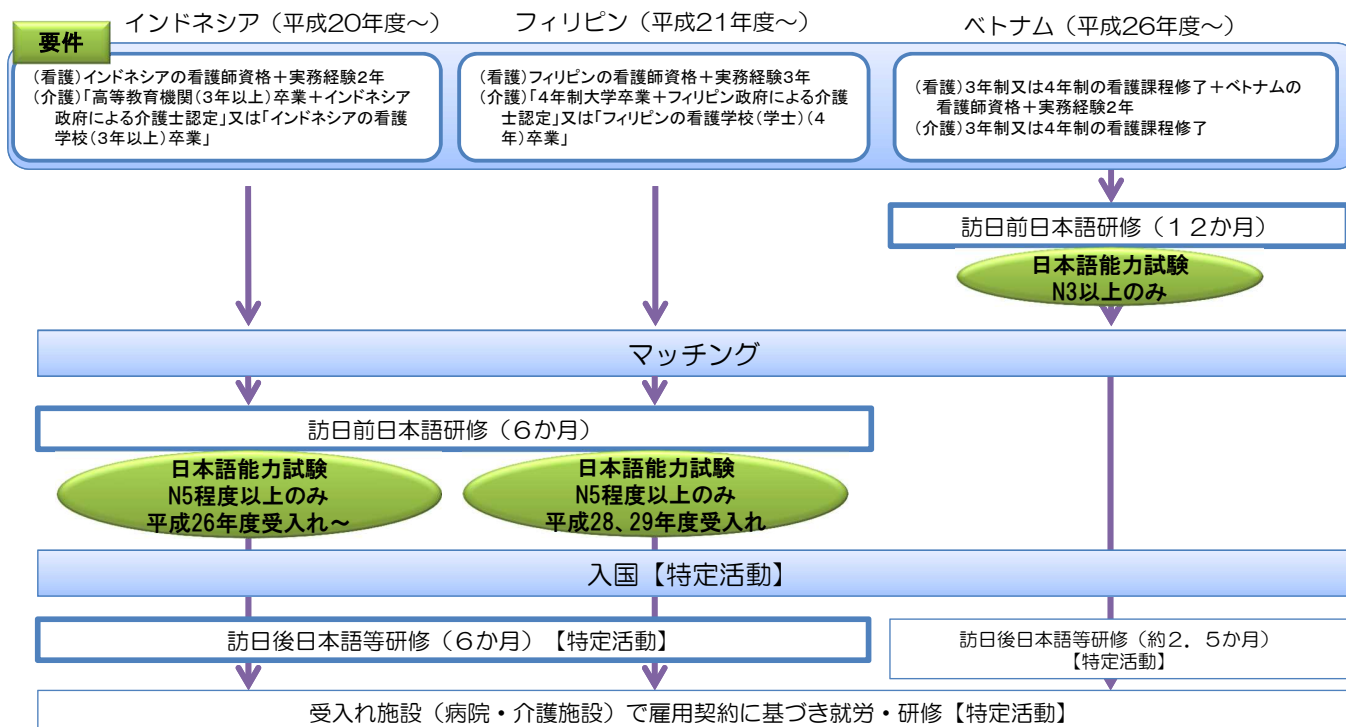 インドネシア（平成20年度～）
フィリピン（平成21年度～）
ベトナム（平成26年度～）
要件
(看護)インドネシアの看護師資格＋実務経験2年
(介護)「高等教育機関(3年以上)卒業＋インドネシア
政府による介護士認定」又は「インドネシアの看護
学校(3年以上)卒業」
(看護)フィリピンの看護師資格＋実務経験3年
(介護)「4年制大学卒業＋フィリピン政府による介護
士認定」又は「フィリピンの看護学校(学士)(4
年)卒業」
(看護)3年制又は4年制の看護課程修了＋ベトナムの
看護師資格＋実務経験2年
(介護)3年制又は4年制の看護課程修了
訪日前日本語研修（１２か月）
日本語能力試験
N3以上のみ
マッチング
訪日前日本語研修（６か月）
日本語能力試験
N5程度以上のみ
平成26年度受入れ～
日本語能力試験
N5程度以上のみ
平成28、29年度受入れ
入国【特定活動】
訪日後日本語等研修（６か月）【特定活動】
訪日後日本語等研修（約２．５か月）
【特定活動】
受入れ施設（病院・介護施設）で雇用契約に基づき就労・研修【特定活動】